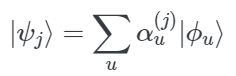 |ψ_j⟩ = ∑_u α_u^{(j)} |ϕ_u⟩